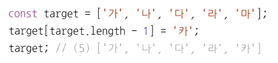 const target = ['가', '나', '다', '라', '마'];
target[target.length - 1] = '카';
target; // (5) ['가', '나', '다', '라', '카']